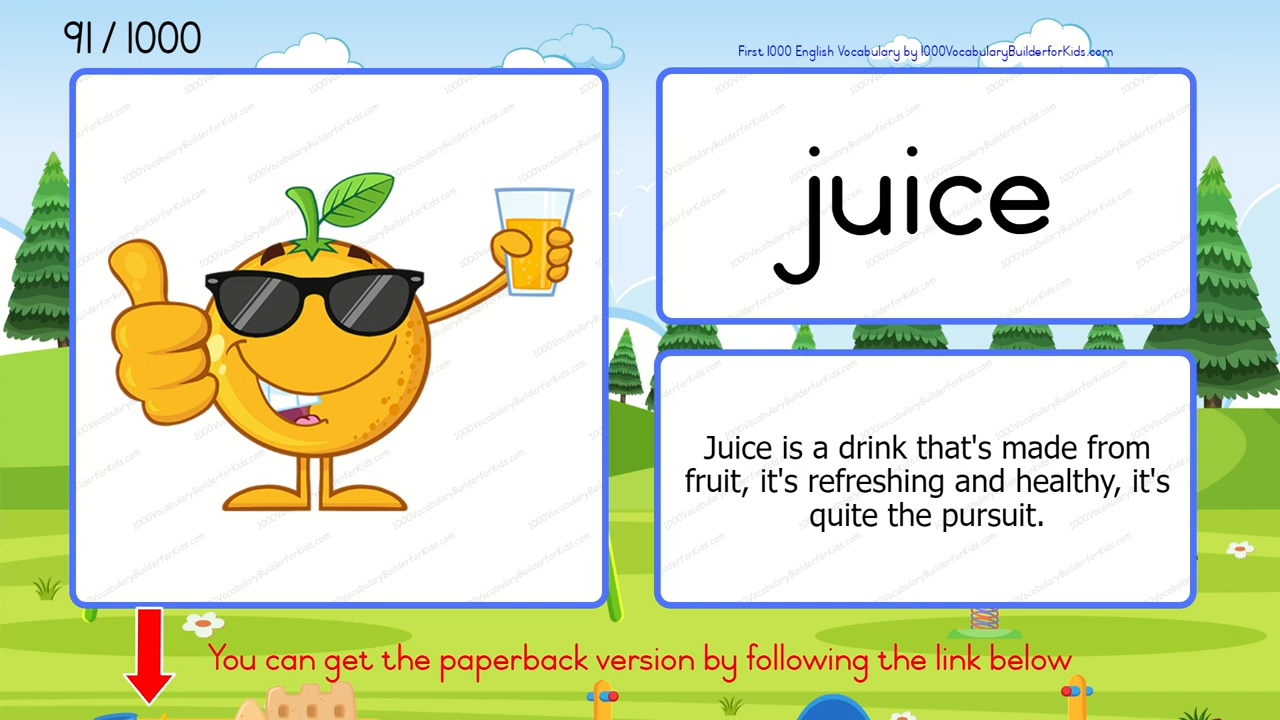 91 / 1000
First 1000 English Vocabulary by 1000VocabularyBuilderforKids.com
juice
Juice is a drink that's made from
fruit, it's refreshing and healthy, it's
quite the pursuit.
You can get the paperback version by following the link below